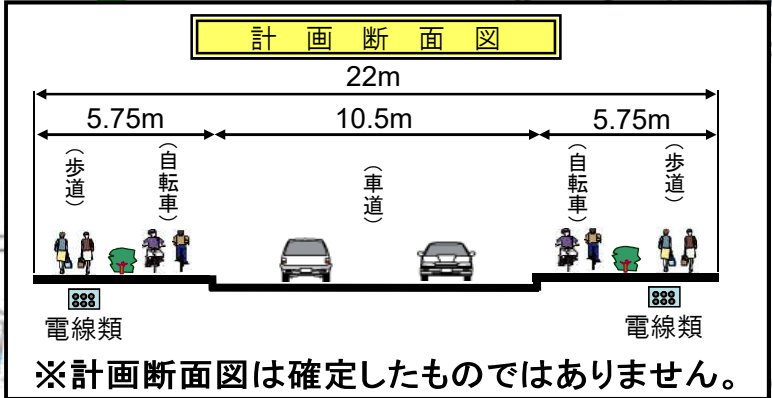 計画断面図
22m
5.75m 10.5m 5.75m
（歩道） （自転車） （車道） （自転車） （歩道）
電線類 電線類
※計画断面図は確定したものではありません。